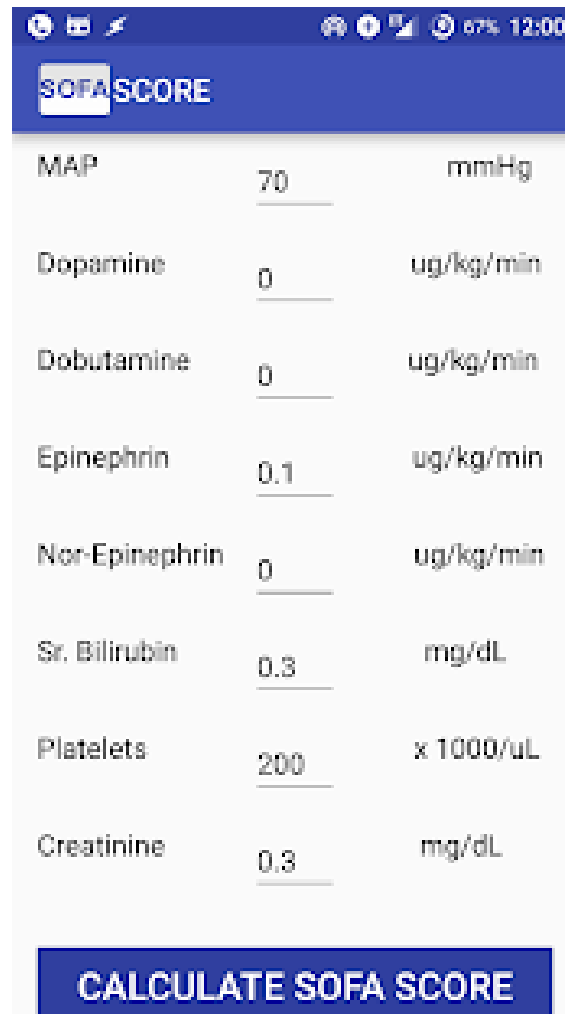 67% 12:00
SOFA SCORE
MAP 70 mmHg
Dopamine 0 ug/kg/min
Dobutamine 0 ug/kg/min
Epinephrin 0.1 ug/kg/min
Nor-Epinephrin 0 ug/kg/min
Sr. Bilirubin 0.3 mg/dL
Platelets 200 x 1000/uL
Creatinine 0.3 mg/dL
CALCULATE SOFA SCORE